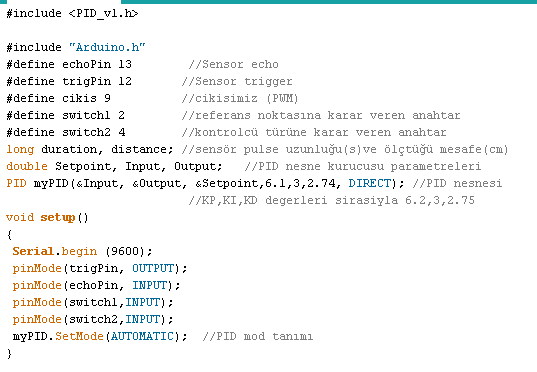 #include <PID_v1.h>
#include "Arduino.h"
#define echoPin 13 //Sensor echo
#define trigPin 12 //Sensor trigger
#define cikis 9 //cikisimiz (PWM)
#define switch1 2 //referans noktasına karar veren anahtar
#define switch2 4 //kontrolcü türüne karar veren anahtar
long duration, distance; //sensör pulse uzunluğu(s)ve ölçtüğü mesafe(cm)
double Setpoint, Input, Output; //PID nesne kurucusu parametreleri
PID myPID(&Input, &Output, &Setpoint,6.1,3,2.74, DIRECT); //PID nesnesi
//KP,KI,KD degerleri sirasiyla 6.2,3,2.75
void setup()
{
Serial.begin (9600);
pinMode(trigPin, OUTPUT);
pinMode(echoPin, INPUT);
pinMode(switch1,INPUT);
pinMode(switch2,INPUT);
myPID.SetMode(AUTOMATIC); //PID mod tanımı
}